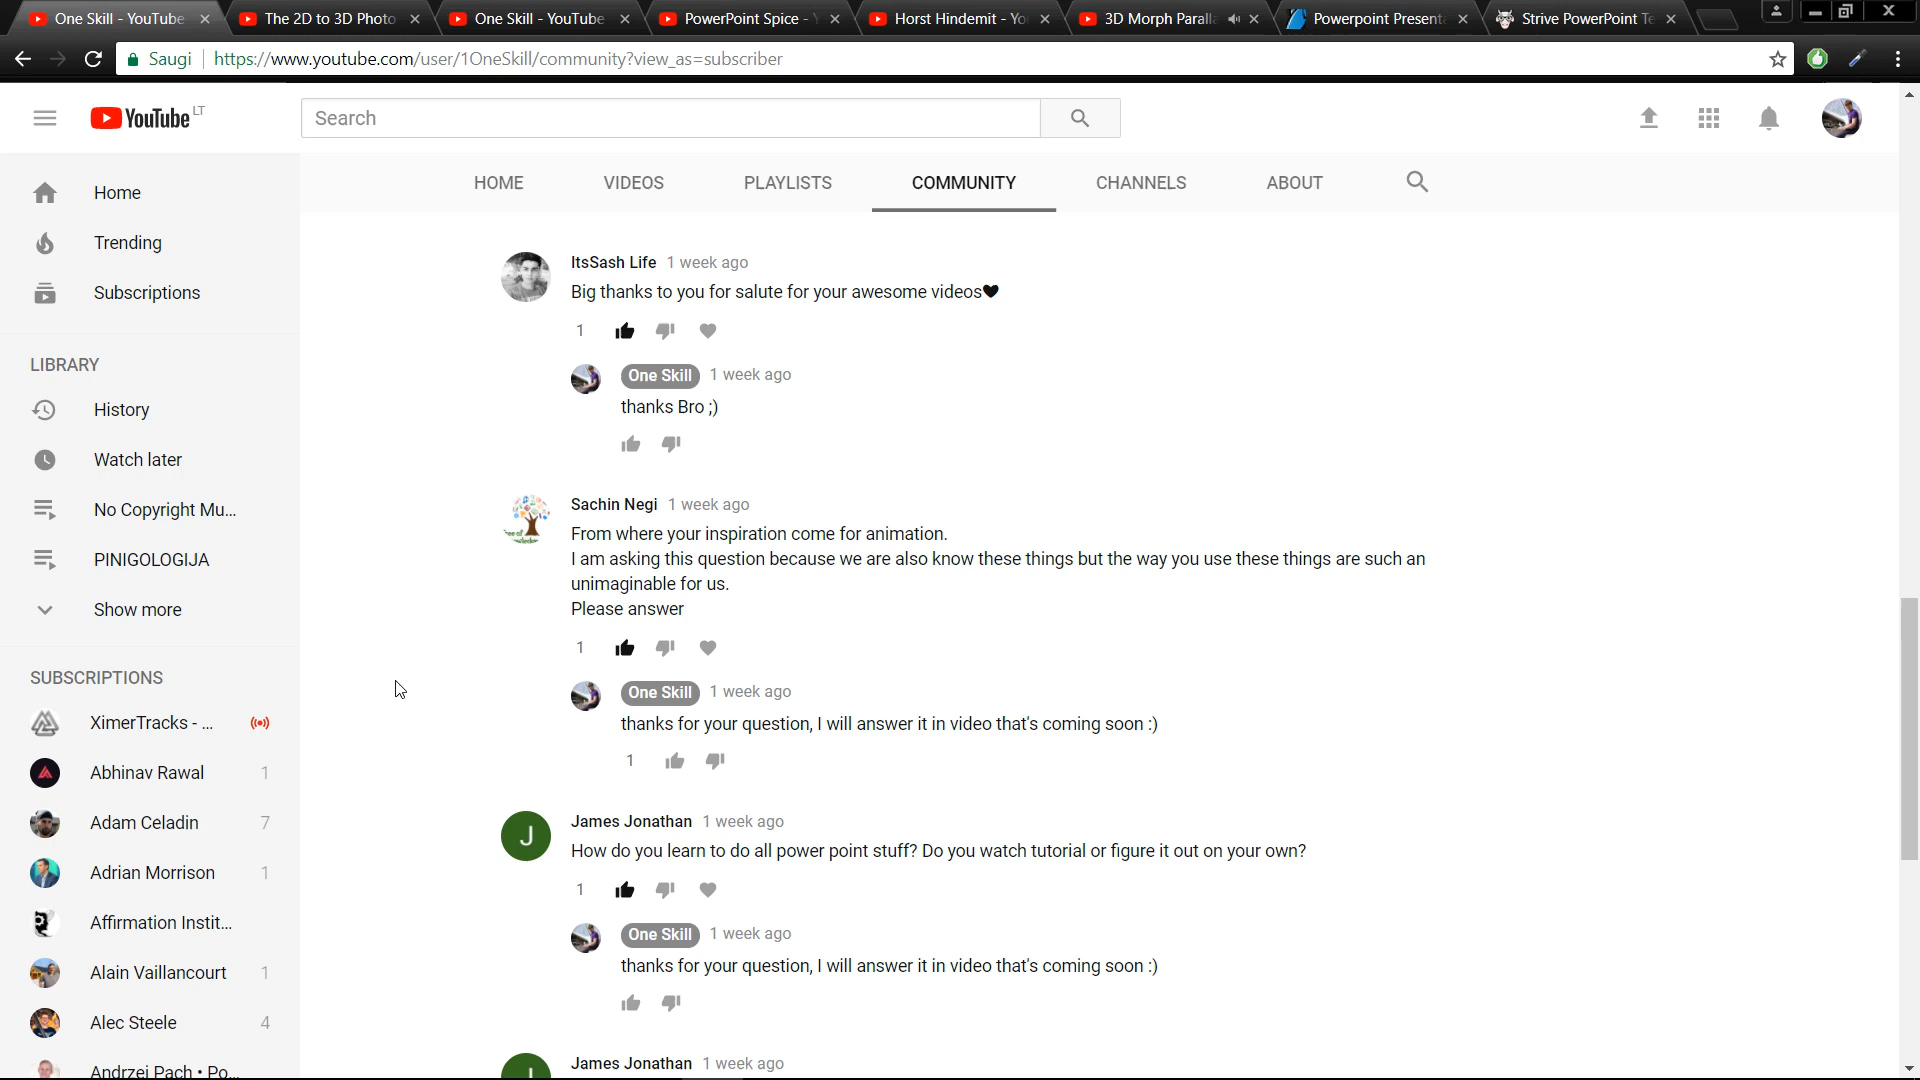 One Skill - YouTube
The 2D to 3D Photo
One Skill - YouTube
PowerPoint Spice -
Horst Hindemit - Yo
3D Morph Paralla
Powerpoint Present
Strive PowerPoint Te
Saugi
https://www.youtube.com/user/1OneSkill/community?view_as=subscriber
YouTube LT
Search
HOME VIDEOS PLAYLISTS COMMUNITY CHANNELS ABOUT
Home
Trending
Subscriptions
LIBRARY
History
Watch later
No Copyright Mu...
PINIGOLOGIJA
Show more
SUBSCRIPTIONS
XimerTracks - ...
Abhinav Rawal 1
Adam Celadin 7
Adrian Morrison 1
Affirmation Instit...
Alain Vaillancourt 1
Alec Steele 4
Andrzej Pach • Po...
ItsSash Life 1 week ago
Big thanks to you for salute for your awesome videos🖤
1
One Skill 1 week ago
thanks Bro ;)
Sachin Negi 1 week ago
From where your inspiration come for animation.
I am asking this question because we are also know these things but the way you use these things are such an
unimaginable for us.
Please answer
1
One Skill 1 week ago
thanks for your question, I will answer it in video that's coming soon :)
1
J
James Jonathan 1 week ago
How do you learn to do all power point stuff? Do you watch tutorial or figure it out on your own?
1
One Skill 1 week ago
thanks for your question, I will answer it in video that's coming soon :)
James Jonathan 1 week ago